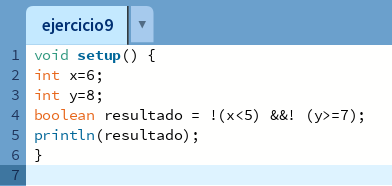 ejercicio9
1 void setup() {
2 int x=6;
3 int y=8;
4 boolean resultado = !(x<5) &&! (y>=7);
5 println(resultado);
6 }
7